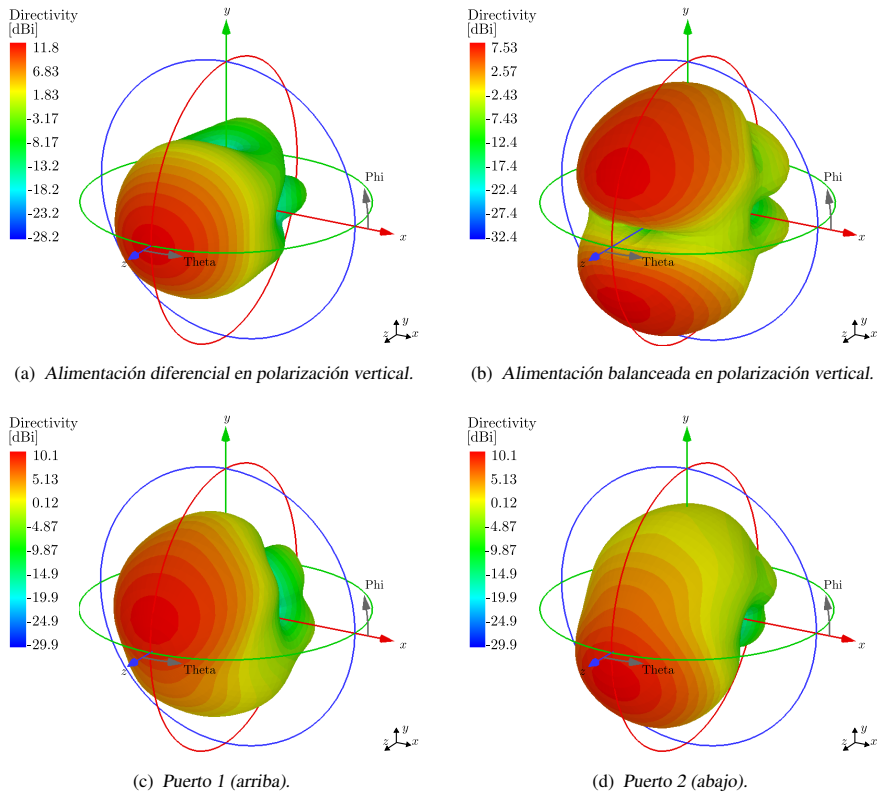 Directivity
[dBi]
11.8
6.83
1.83
-3.17
-8.17
-13.2
-18.2
-23.2
-28.2
y
Phi
x
z
Theta
y
z
x
(a) Alimentación diferencial en polarización vertical.
Directivity
[dBi]
7.53
2.57
-2.43
-7.43
-12.4
-17.4
-22.4
-27.4
-32.4
y
Phi
x
z
Theta
y
z
x
(b) Alimentación balanceada en polarización vertical.
Directivity
[dBi]
10.1
5.13
0.12
-4.87
-9.87
-14.9
-19.9
-24.9
-29.9
y
Phi
x
z
Theta
y
z
x
(c) Puerto 1 (arriba).
Directivity
[dBi]
10.1
5.13
0.12
-4.87
-9.87
-14.9
-19.9
-24.9
-29.9
y
Phi
x
z
Theta
y
z
x
(d) Puerto 2 (abajo).